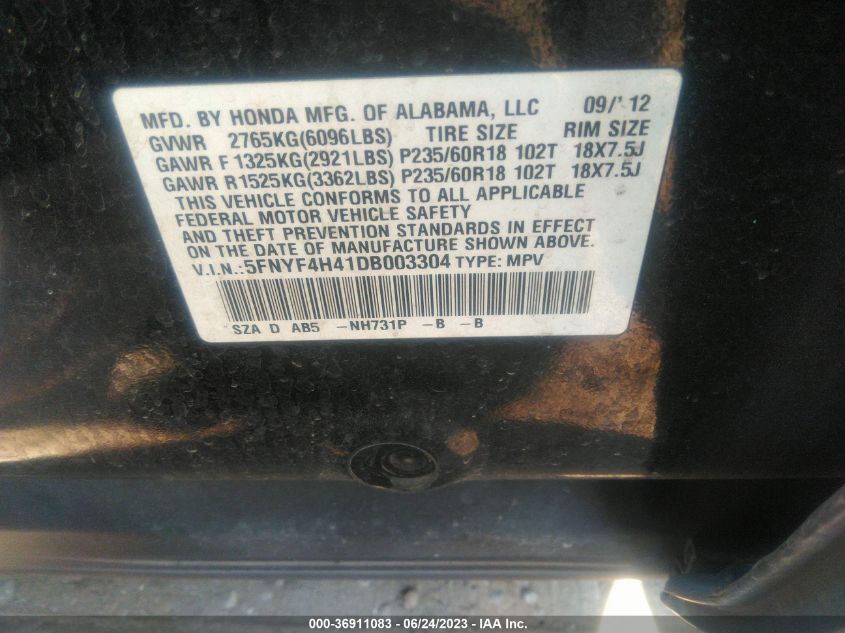 MFD. BY HONDA MFG. OF ALABAMA, LLC 09/'12
GVWR 2765KG(6096LBS) TIRE SIZE RIM SIZE
GAWR F 1325KG(2921LBS) P235/60R18 102T 18X7.5J
GAWR R1525KG(3362LBS) P235/60R18 102T 18X7.5J
THIS VEHICLE CONFORMS TO ALL APPLICABLE
FEDERAL MOTOR VEHICLE SAFETY
AND THEFT PREVENTION STANDARDS IN EFFECT
ON THE DATE OF MANUFACTURE SHOWN ABOVE.
V.I.N.:5FNYF4H41DB003304 TYPE: MPV
SZA D AB5 -NH731P -B -B
000-36911083 - 06/24/2023 - IAA Inc.